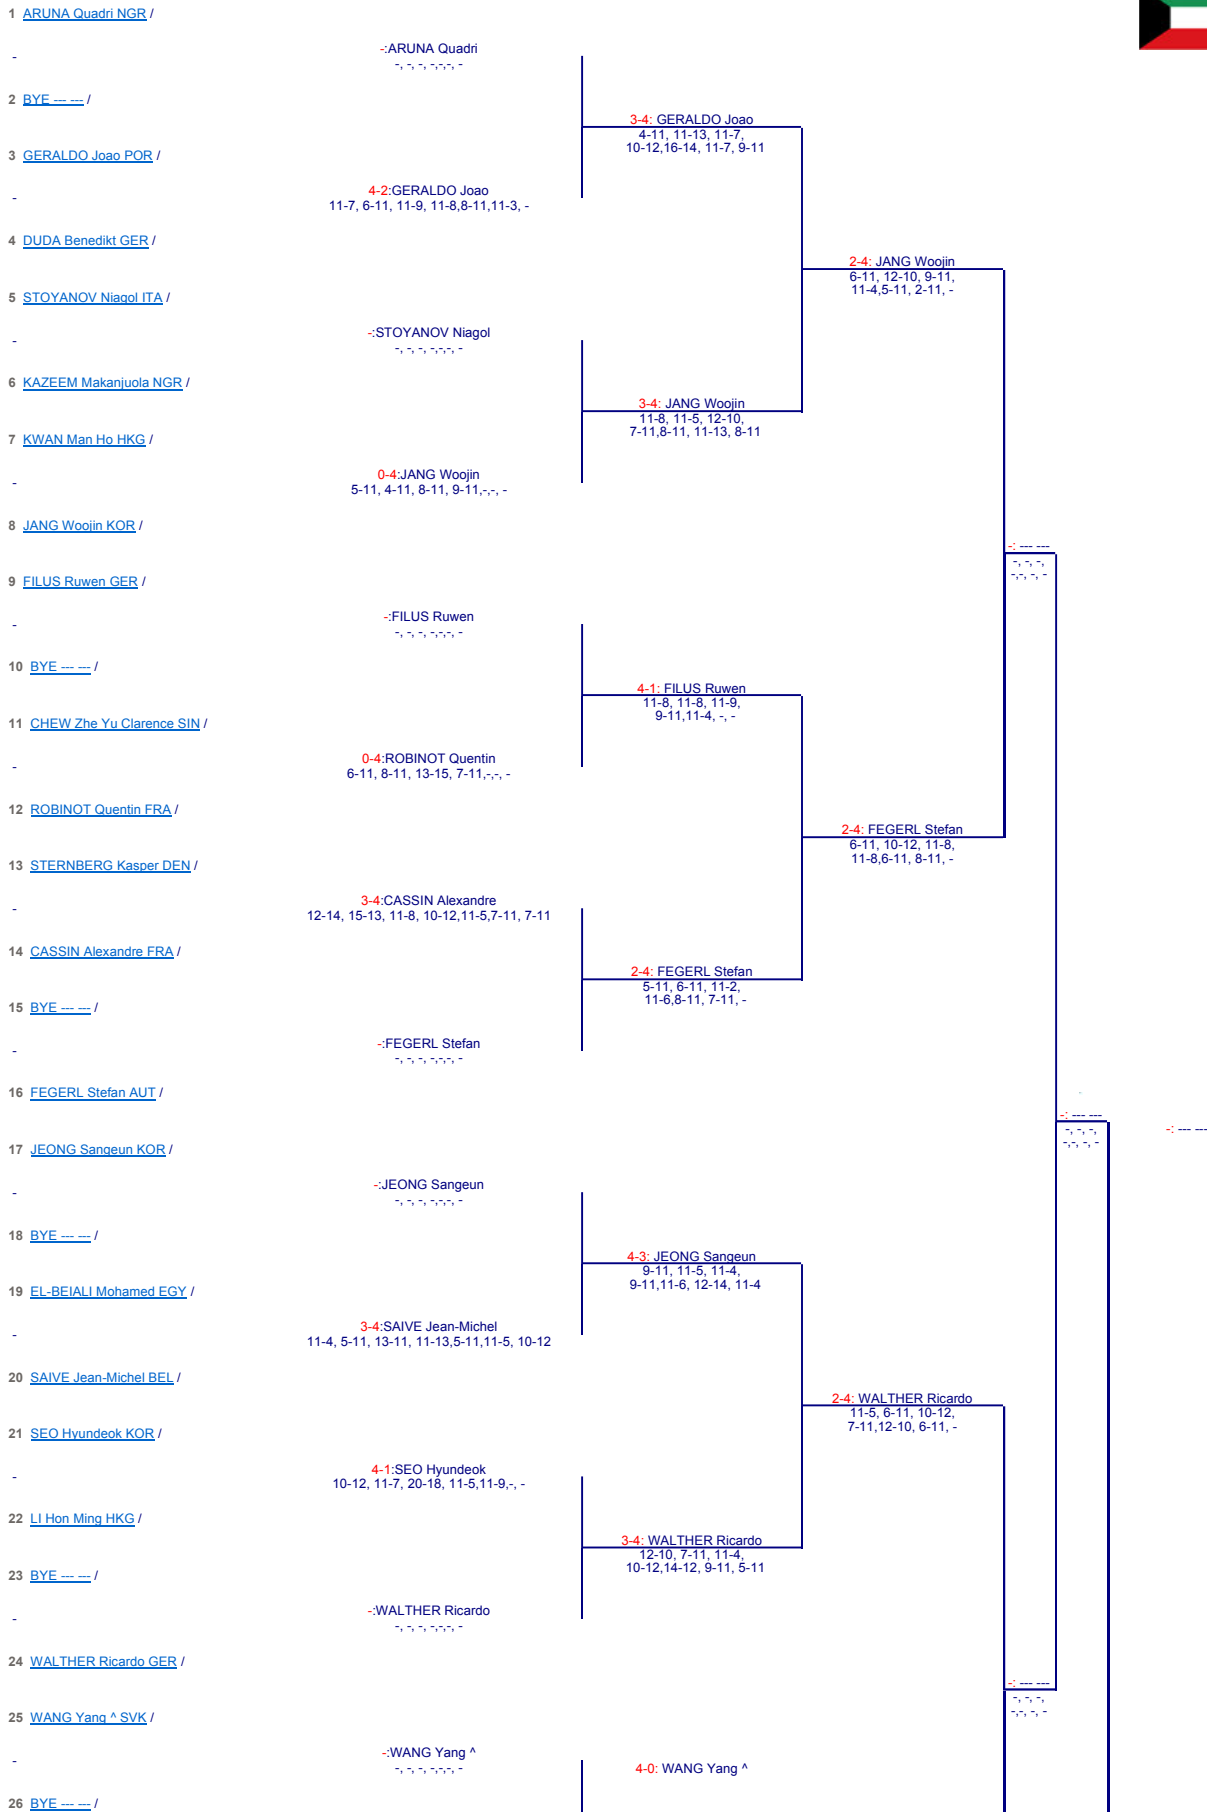 1 ARUNA Quadri NGR /
-:ARUNA Quadri
-
-, -, -, -,-,-, -
2 BYE --- --- /
3-4: GERALDO Joao
4-11, 11-13, 11-7,
10-12,16-14, 11-7, 9-11
3 GERALDO Joao POR /
4-2:GERALDO Joao
-
11-7, 6-11, 11-9, 11-8,8-11,11-3, -
4 DUDA Benedikt GER /
2-4: JANG Woojin
6-11, 12-10, 9-11,
11-4,5-11, 2-11, -
5 STOYANOV Niagol ITA /
-:STOYANOV Niagol
-
-, -, -, -,-,-, -
6 KAZEEM Makanjuola NGR /
3-4: JANG Woojin
11-8, 11-5, 12-10,
7-11,8-11, 11-13, 8-11
7 KWAN Man Ho HKG /
0-4:JANG Woojin
-
5-11, 4-11, 8-11, 9-11,-,-, -
8 JANG Woojin KOR /
-: --- ---
-, -, -,
-,-, -, -
9 FILUS Ruwen GER /
-:FILUS Ruwen
-
-, -, -, -,-,-, -
10 BYE --- --- /
4-1: FILUS Ruwen
11-8, 11-8, 11-9,
9-11,11-4, -, -
11 CHEW Zhe Yu Clarence SIN /
0-4:ROBINOT Quentin
-
6-11, 8-11, 13-15, 7-11,-,-, -
12 ROBINOT Quentin FRA /
2-4: FEGERL Stefan
6-11, 10-12, 11-8,
11-8,6-11, 8-11, -
13 STERNBERG Kasper DEN /
3-4:CASSIN Alexandre
-
12-14, 15-13, 11-8, 10-12,11-5,7-11, 7-11
14 CASSIN Alexandre FRA /
2-4: FEGERL Stefan
5-11, 6-11, 11-2,
11-6,8-11, 7-11, -
15 BYE --- --- /
-:FEGERL Stefan
-
-, -, -, -,-,-, -
16 FEGERL Stefan AUT /
-
-: --- ---
-, -, -,
-,-, -, -
-: --- ---
17 JEONG Sangeun KOR /
-:JEONG Sangeun
-
-, -, -, -,-,-, -
18 BYE --- --- /
4-3: JEONG Sangeun
9-11, 11-5, 11-4,
9-11,11-6, 12-14, 11-4
19 EL-BEIALI Mohamed EGY /
3-4:SAIVE Jean-Michel
-
11-4, 5-11, 13-11, 11-13,5-11,11-5, 10-12
20 SAIVE Jean-Michel BEL /
2-4: WALTHER Ricardo
11-5, 6-11, 10-12,
7-11,12-10, 6-11, -
21 SEO Hyundeok KOR /
4-1:SEO Hyundeok
-
10-12, 11-7, 20-18, 11-5,11-9,-, -
22 LI Hon Ming HKG /
3-4: WALTHER Ricardo
12-10, 7-11, 11-4,
10-12,14-12, 9-11, 5-11
23 BYE --- --- /
-:WALTHER Ricardo
-
-, -, -, -,-,-, -
24 WALTHER Ricardo GER /
-: --- ---
-, -, -,
-,-, -, -
25 WANG Yang ^ SVK /
-:WANG Yang ^
-
-, -, -, -,-,-, -
4-0: WANG Yang ^
26 BYE --- --- /